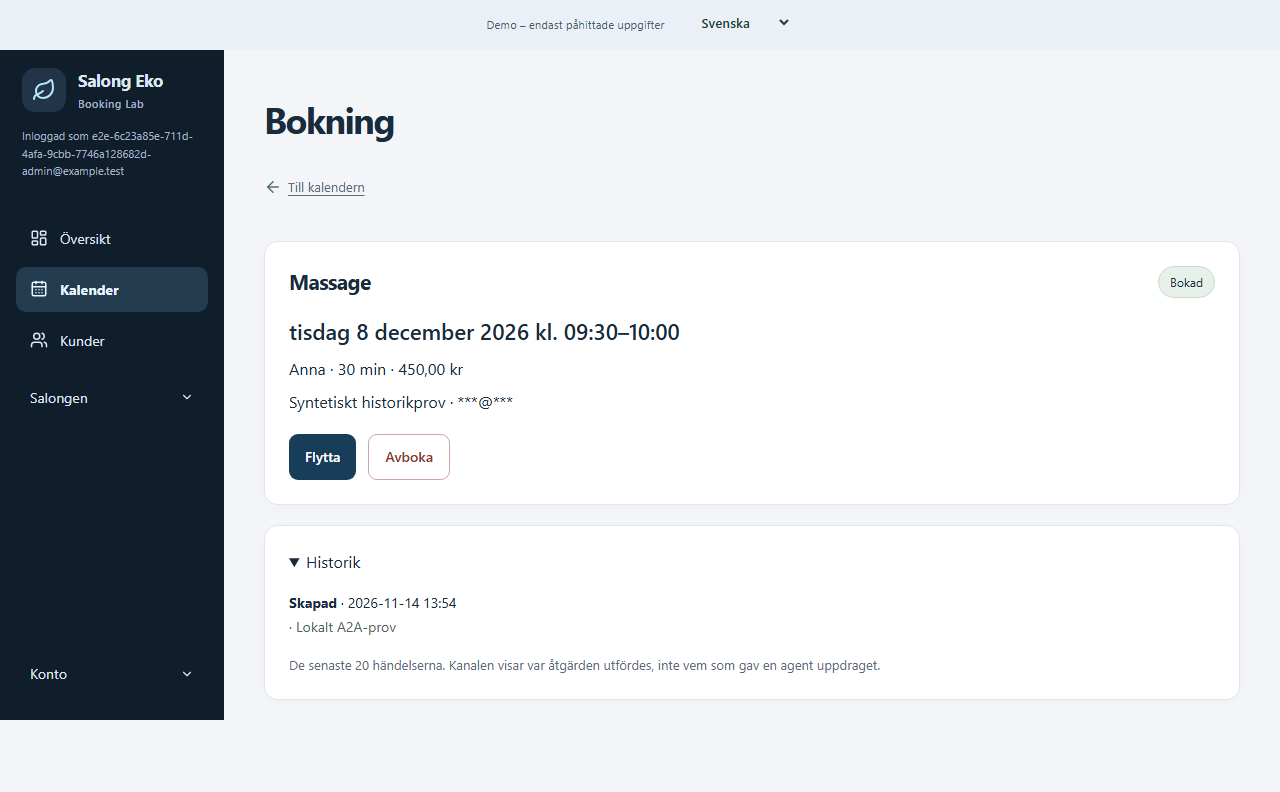 Demo – endast påhittade uppgifter
Svenska
Salong Eko
Booking Lab
Inloggad som e2e-6c23a85e-711d-
4afa-9cbb-7746a128682d-
admin@example.test
Översikt
Kalender
Kunder
Salongen
Konto
Bokning
Till kalendern
Massage
Bokad
tisdag 8 december 2026 kl. 09:30–10:00
Anna · 30 min · 450,00 kr
Syntetiskt historikprov · ***@***
Flytta
Avboka
Historik
Skapad · 2026-11-14 13:54
· Lokalt A2A-prov
De senaste 20 händelserna. Kanalen visar var åtgärden utfördes, inte vem som gav en agent uppdraget.